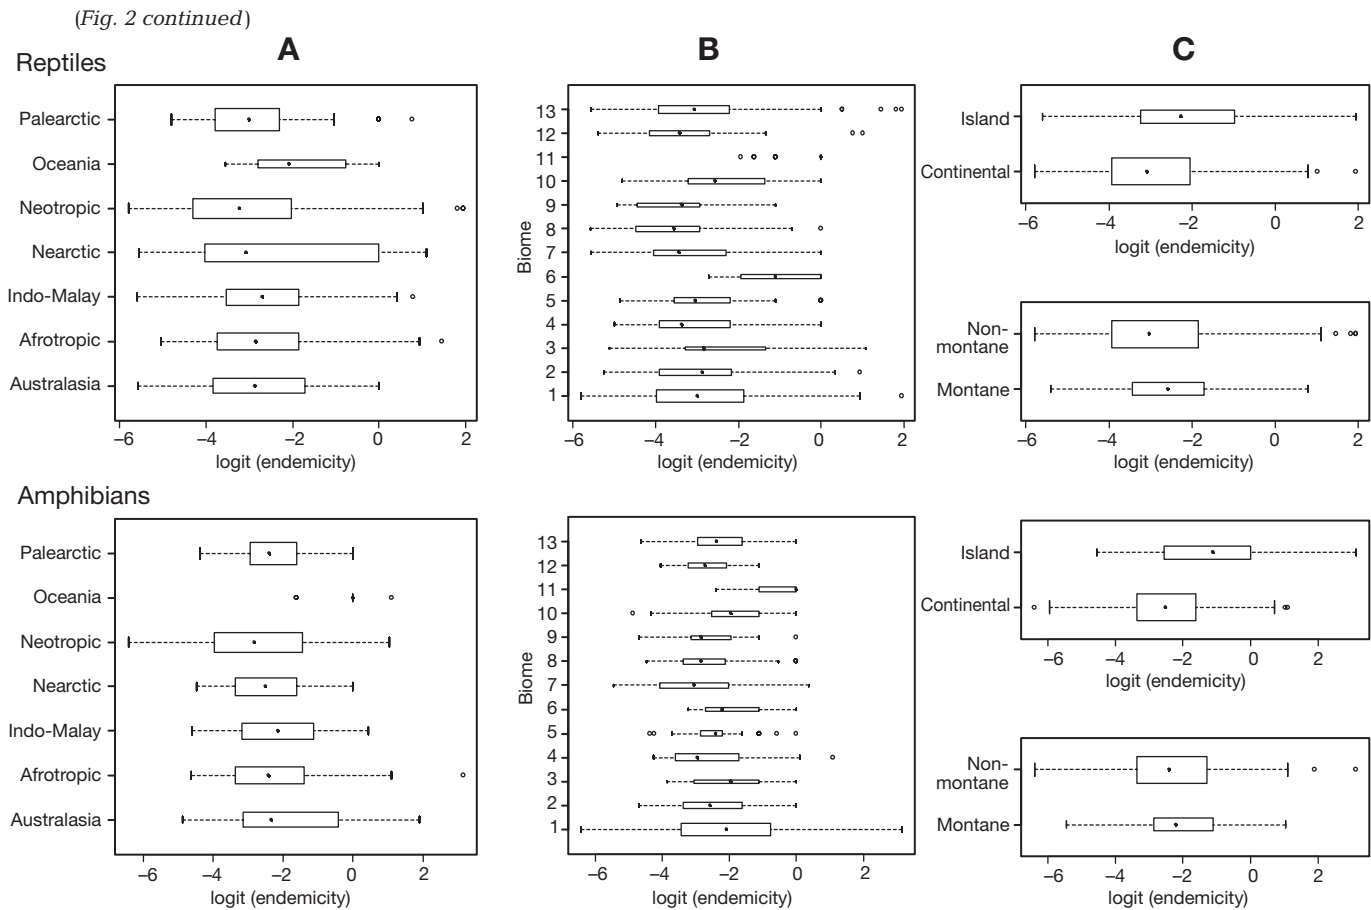 (Fig. 2 continued)
A
B
C
Reptiles
Palearctic
Oceania
Neotropic
Nearctic
Indo-Malay
Afrotropic
Australasia
−6 −4 −2 0 2
logit (endemicity)
Biome
13
12
11
10
9
8
7
6
5
4
3
2
1
−6 −4 −2 0 2
logit (endemicity)
Island
Continental
−6 −4 −2 0 2
logit (endemicity)
Non-
montane
Montane
−6 −4 −2 0 2
logit (endemicity)
Amphibians
Palearctic
Oceania
Neotropic
Nearctic
Indo-Malay
Afrotropic
Australasia
−6 −4 −2 0 2
logit (endemicity)
Biome
13
12
11
10
9
8
7
6
5
4
3
2
1
−6 −4 −2 0 2
logit (endemicity)
Island
Continental
−6 −4 −2 0 2
logit (endemicity)
Non-
montane
Montane
−6 −4 −2 0 2
logit (endemicity)